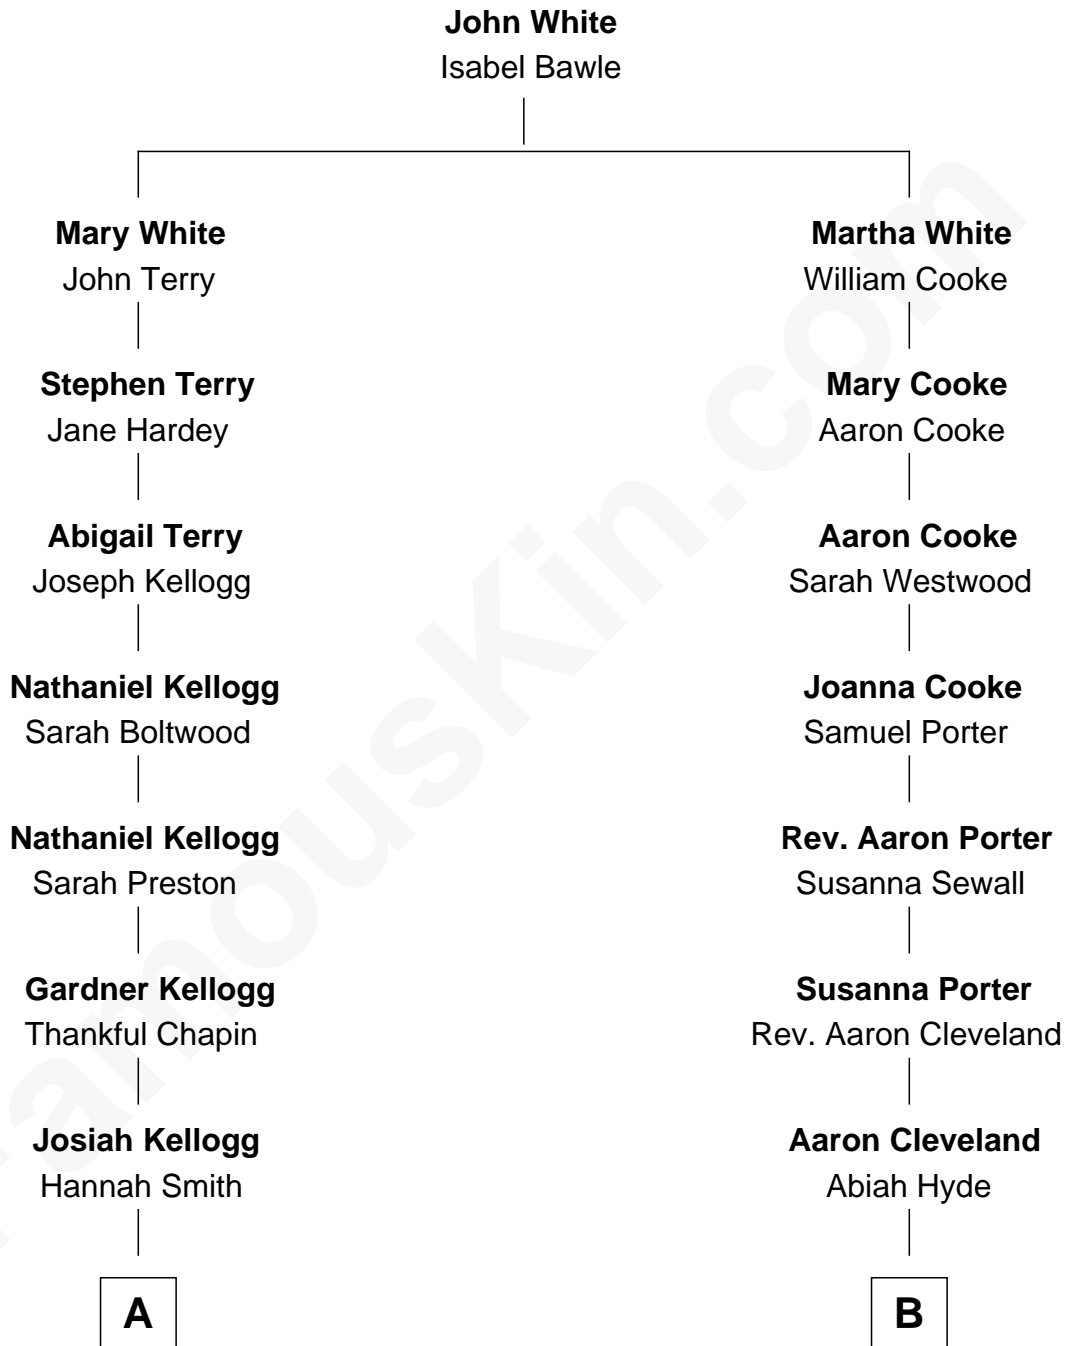 John White
Isabel Bawle
Mary White
John Terry
Martha White
William Cooke
Stephen Terry
Jane Hardey
Mary Cooke
Aaron Cooke
Abigail Terry
Joseph Kellogg
Aaron Cooke
Sarah Westwood
Nathaniel Kellogg
Sarah Boltwood
Joanna Cooke
Samuel Porter
Nathaniel Kellogg
Sarah Preston
Rev. Aaron Porter
Susanna Sewall
Gardner Kellogg
Thankful Chapin
Susanna Porter
Rev. Aaron Cleveland
Josiah Kellogg
Hannah Smith
Aaron Cleveland
Abiah Hyde
A
B
FamousKin.com